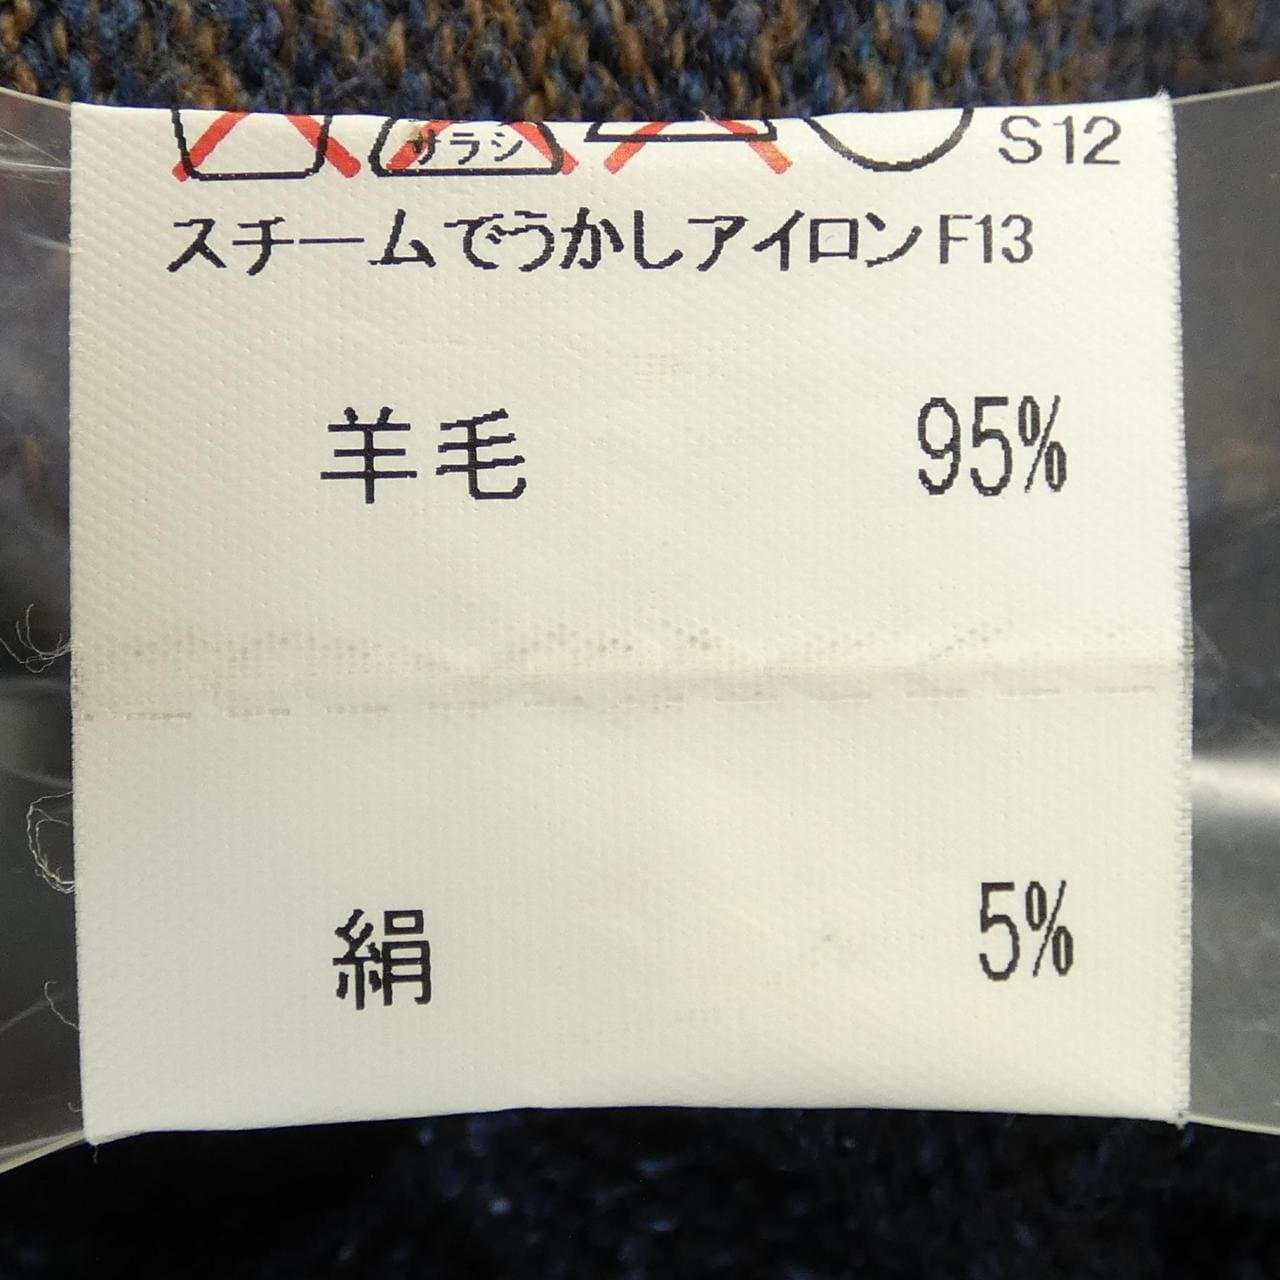 サラシ
S12
スチームでうかしアイロンF13
羊毛 95%
絹 5%